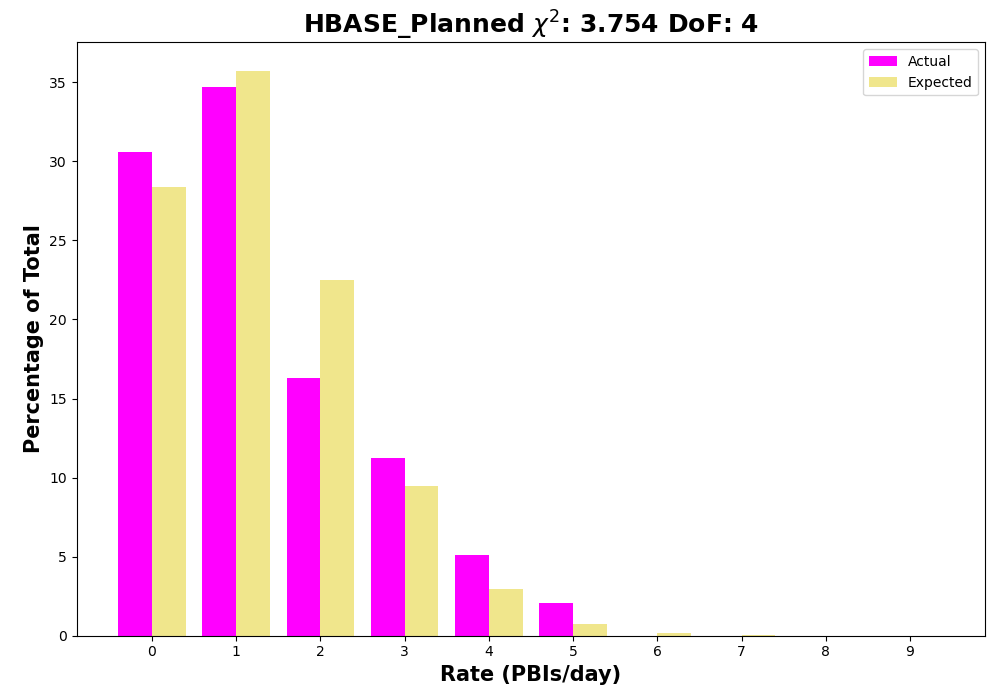 HBASE_Planned χ²: 3.754 DoF: 4
Actual
Expected
Percentage of Total
35
30
25
20
15
10
5
0
0 1 2 3 4 5 6 7 8 9
Rate (PBIs/day)